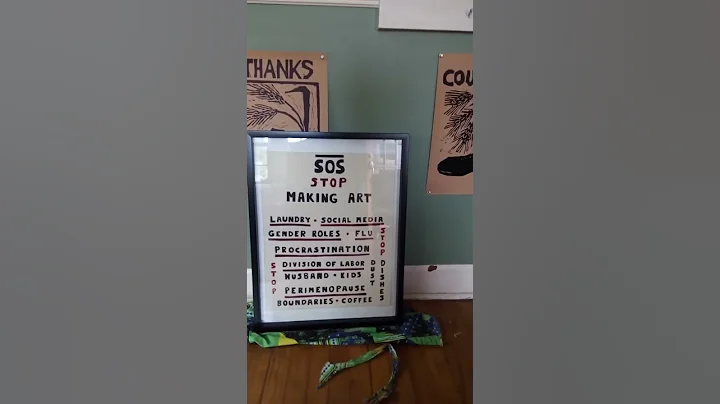 THANKS
COU
SOS
STOP
MAKING ART
LAUNDRY • SOCIAL MEDIA
GENDER ROLES • FLU
PROCRASTINATION
DIVISION OF LABOR
HUSBAND • KIDS
PERIMENOPAUSE
BOUNDARIES • COFFEE
STOP
DUST
STOP
DISHES